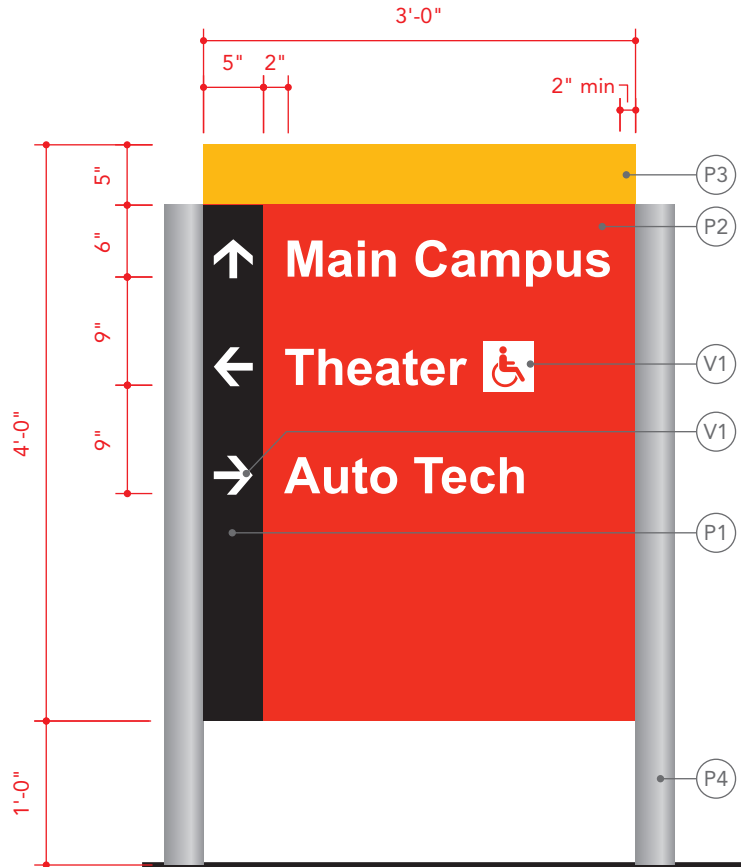 3'-0"
5" 2"
2" min
5"
P3
6"
P2
Main Campus
9"
Theater
V1
4'-0"
9"
V1
Auto Tech
P1
1'-0"
P4